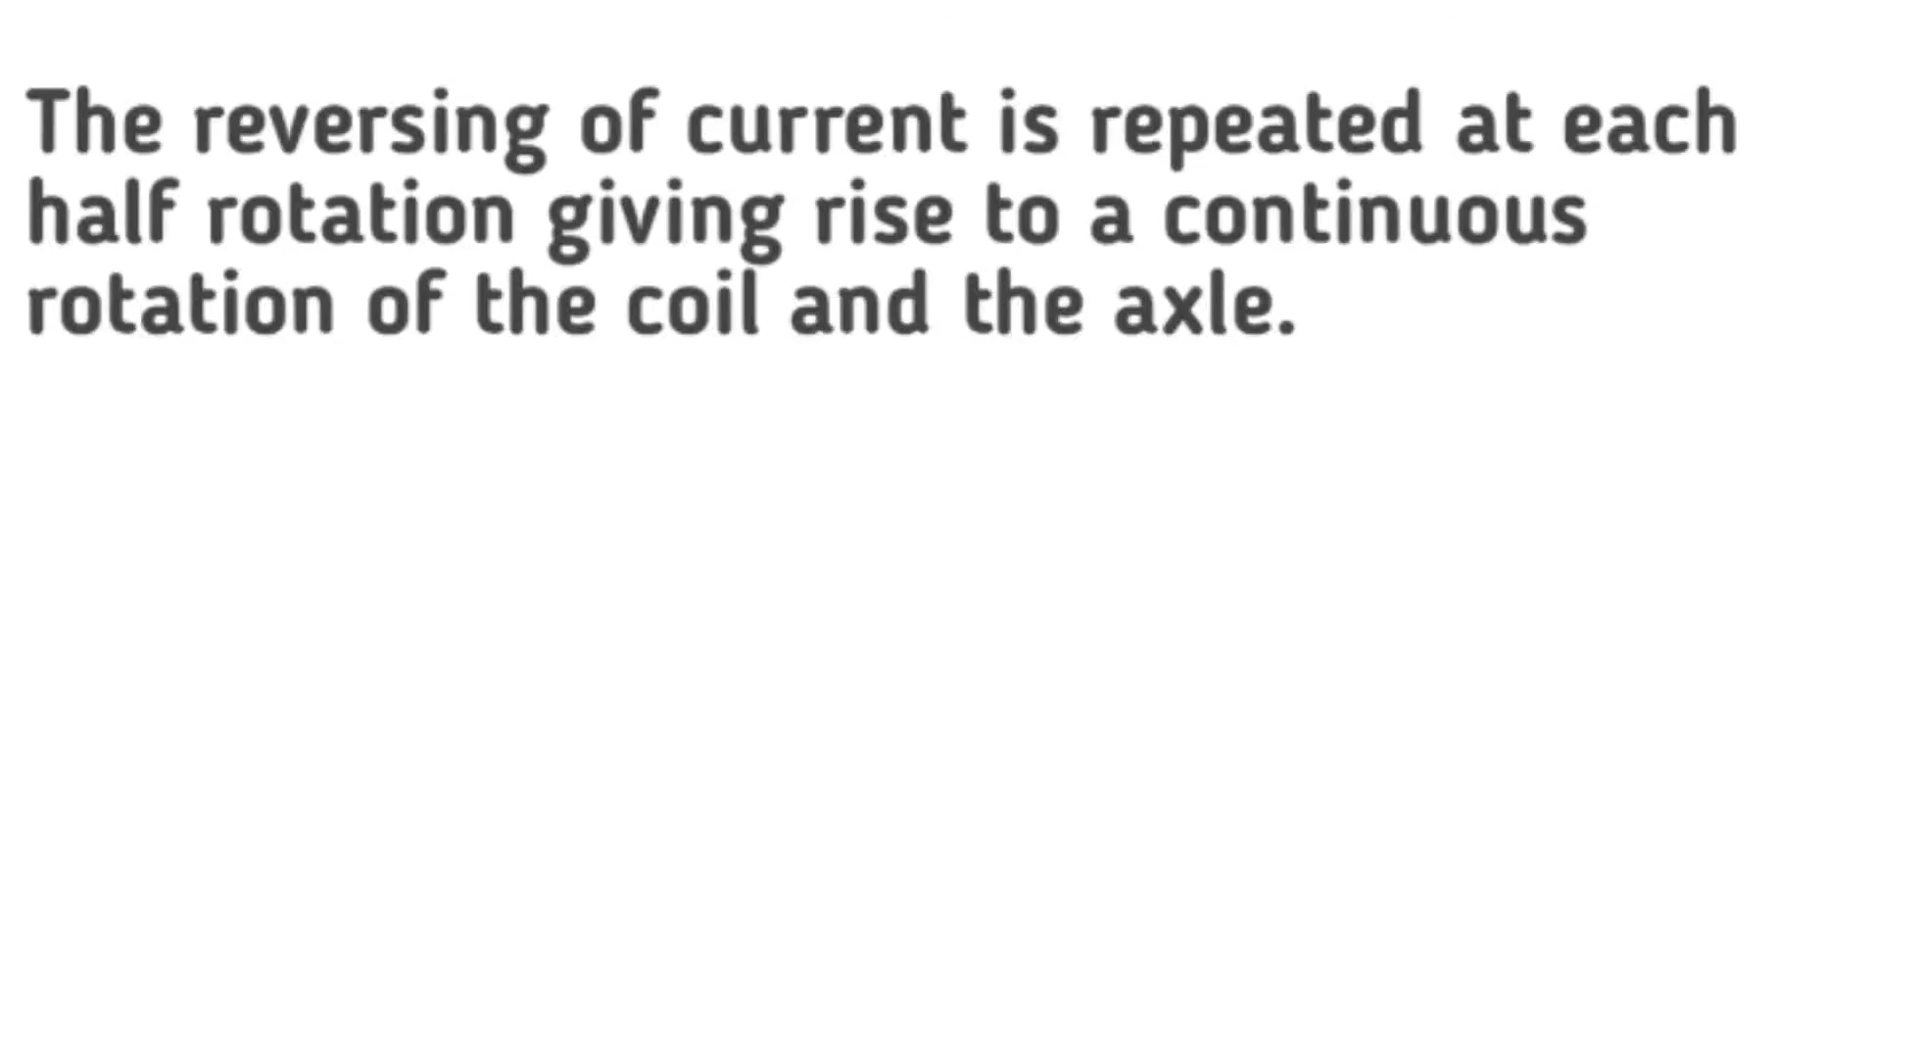 The reversing of current is repeated at each
half rotation giving rise to a continuous
rotation of the coil and the axle.